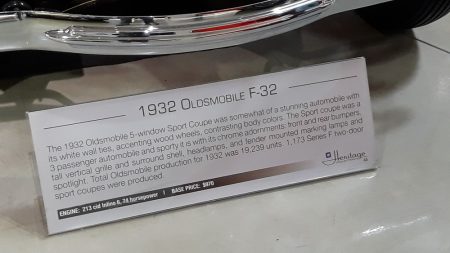 1932 OLDSMOBILE F-32
The 1932 Oldsmobile 5-window Sport Coupe was somewhat of a stunning automobile with
its white wall ties, accenting wood wheels, contrasting body colors. The Sport coupe was a
3 passenger automobile and sporty it is with its chrome adornments: front and rear bumpers,
tall vertical grille and surround shell, headlamps, and fender mounted marking lamps and
spotlight. Total Oldsmobile production for 1932 was 19,239 units. 1,173 Series F two-door
sport coupes were produced.
ENGINE: 213 cid Inline 6, 74 horsepower | BASE PRICE: $870
GM Heritage